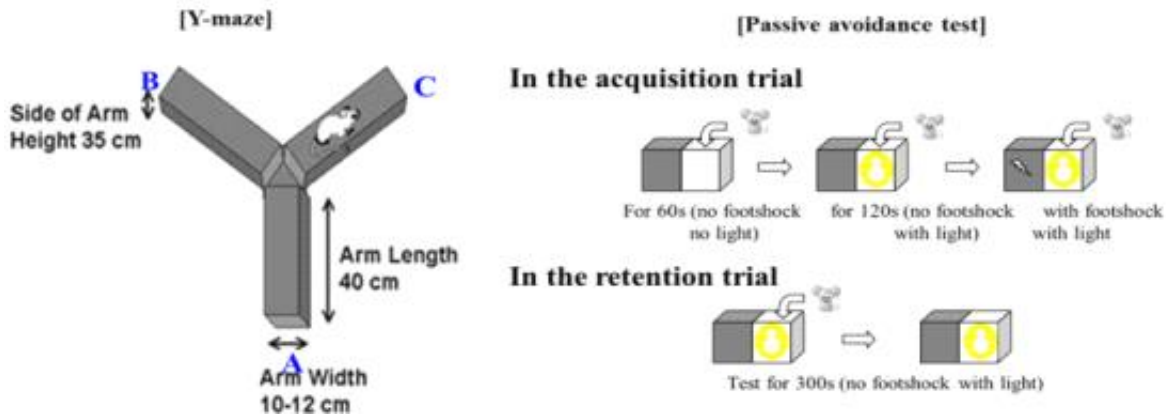 [Y-maze]
B
C
Side of Arm
Height 35 cm
Arm Length
40 cm
A
Arm Width
10-12 cm
[Passive avoidance test]
In the acquisition trial
For 60s (no footshock
no light)
for 120s (no footshock
with light)
with footshock
with light
In the retention trial
Test for 300s (no footshock with light)